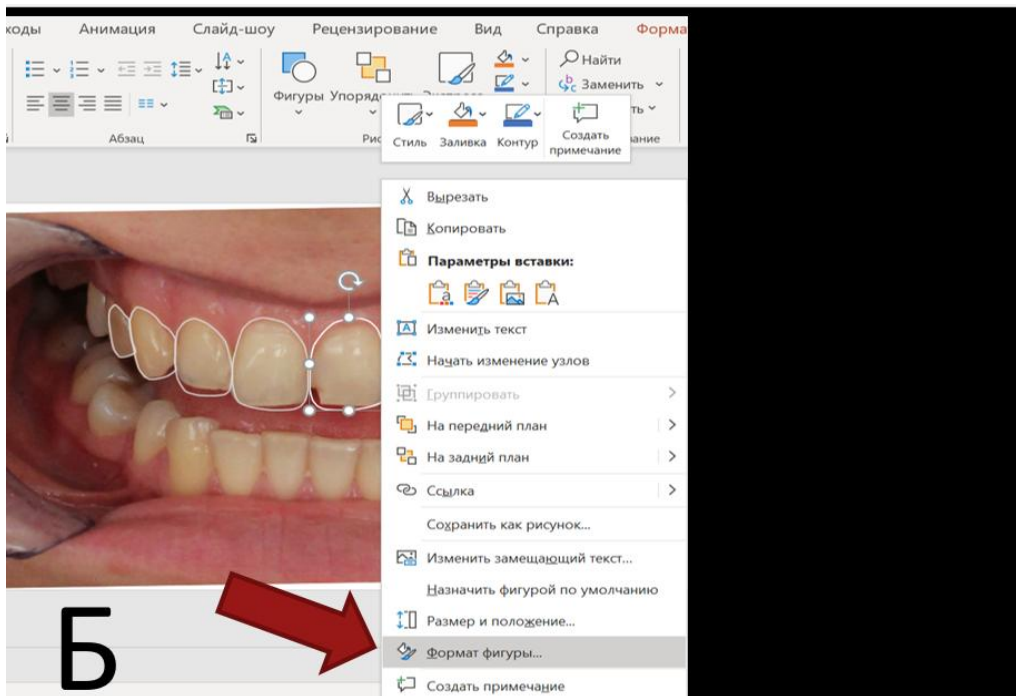 Анимация Слайд-шоу Рецензирование Вид Справка
Найти
Заменить
Фигуры
Абзац
Стиль Заливка Контур Создать примечание
Вырезать
Копировать
Параметры вставки:
Изменить текст
Начать изменение узлов
Группировать
На передний план
На задний план
Ссылка
Сохранить как рисунок...
Изменить замещающий текст...
Назначить фигурой по умолчанию
Размер и положение...
Формат фигуры...
Создать примечание
Б